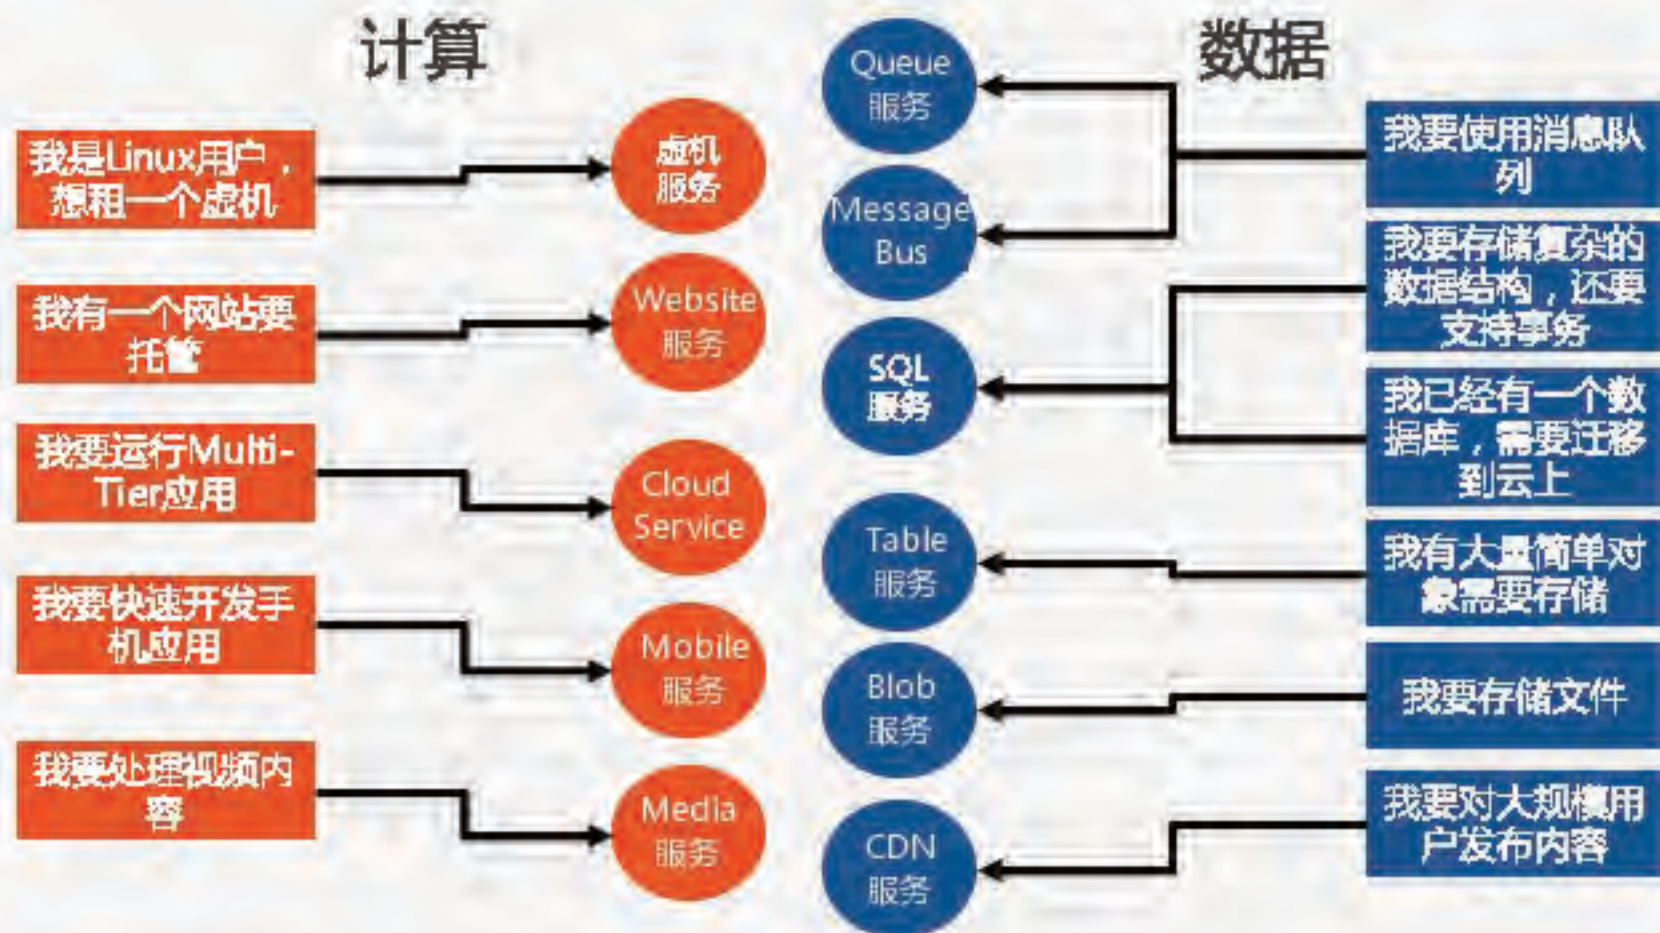 计算
我是Linux用户，
想租一个虚机
我有一个网站要
托管
我要运行Multi-
Tier应用
我要快速开发手
机应用
我要处理视频内
容
虚机
服务
Website
服务
Cloud
Service
Mobile
服务
Media
服务
数据
Queue
服务
Message
Bus
SQL
服务
Table
服务
Blob
服务
CDN
服务
我要使用消息队
列
我要存储复杂的
数据结构，还要
支持事务
我已经有一个数
据库，需要迁移
到云上
我有大量简单对
象需要存储
我要存储文件
我要对大规模用
户发布内容